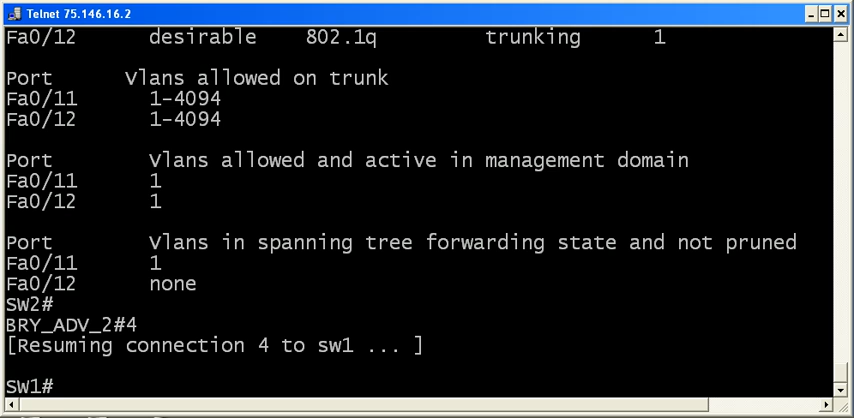 Telnet 75.146.16.2
Fa0/12 desirable 802.1q trunking 1
Port Vlans allowed on trunk
Fa0/11 1-4094
Fa0/12 1-4094
Port Vlans allowed and active in management domain
Fa0/11 1
Fa0/12 1
Port Vlans in spanning tree forwarding state and not pruned
Fa0/11 1
Fa0/12 none
SW2#
BRY_ADV_2#4
[Resuming connection 4 to sw1 ... ]
SW1#